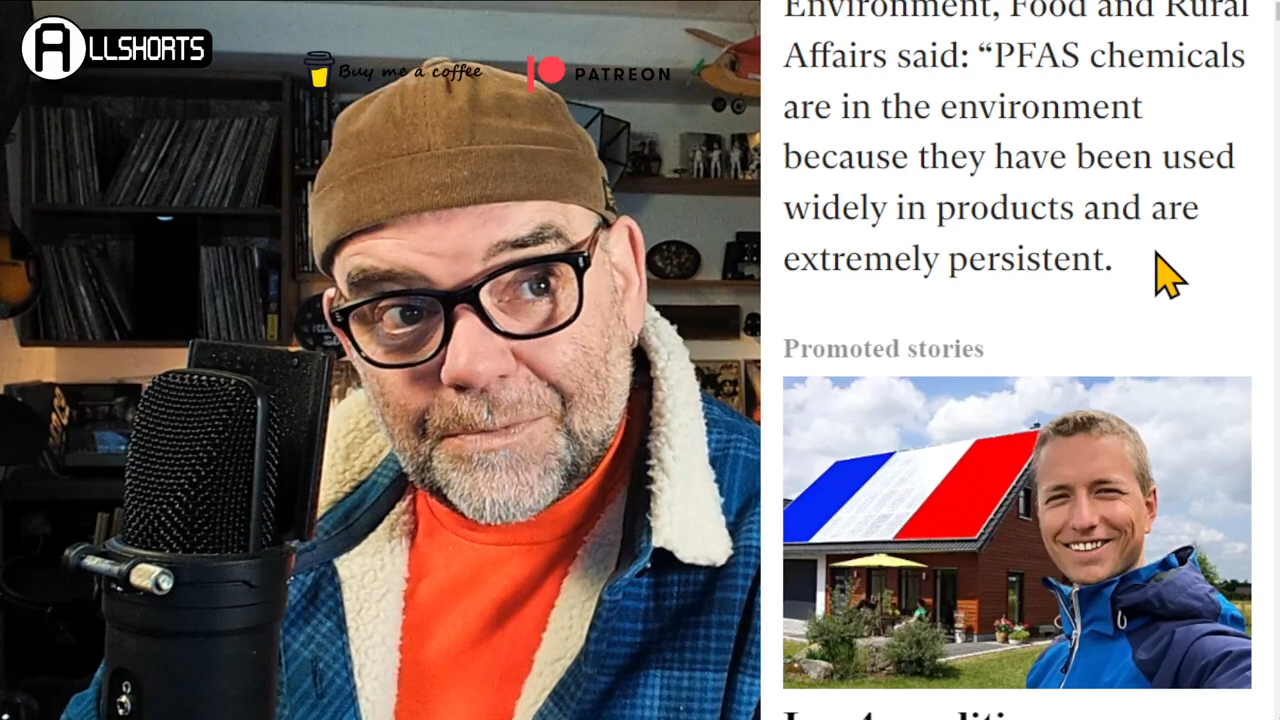 ALLSHORTS
Buy me a coffee
PATREON
Environment, Food and Rural
Affairs said: “PFAS chemicals
are in the environment
because they have been used
widely in products and are
extremely persistent.
Promoted stories